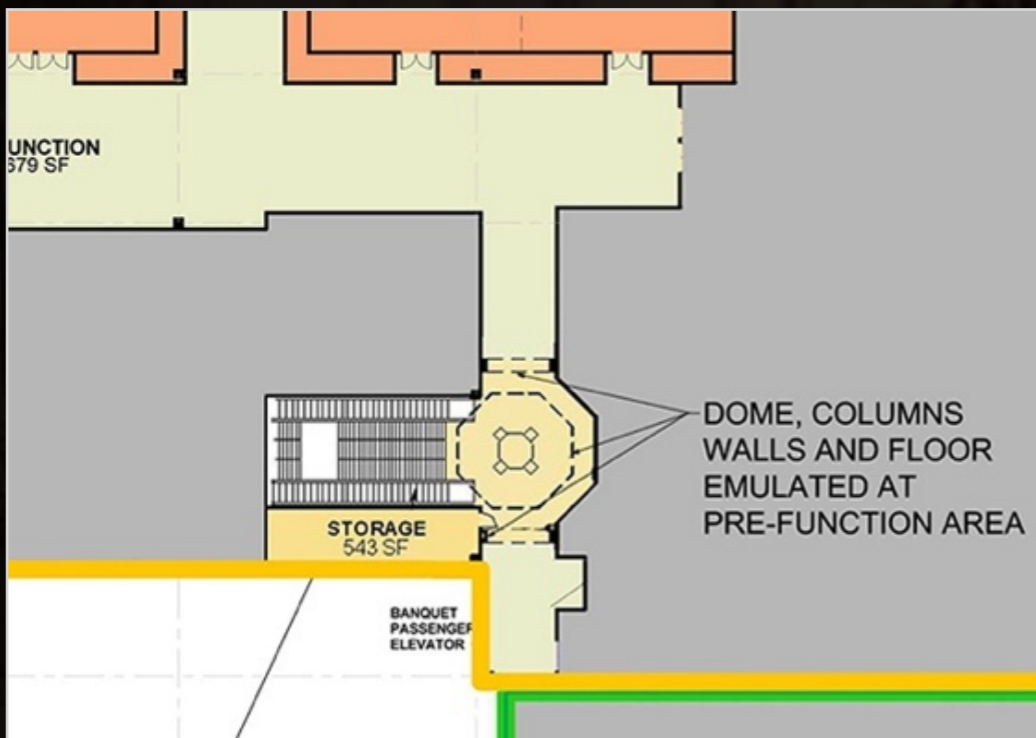 UNCTION
679 SF
DOME, COLUMNS
WALLS AND FLOOR
EMULATED AT
PRE-FUNCTION AREA
STORAGE
543 SF
BANQUET
PASSENGER
ELEVATOR